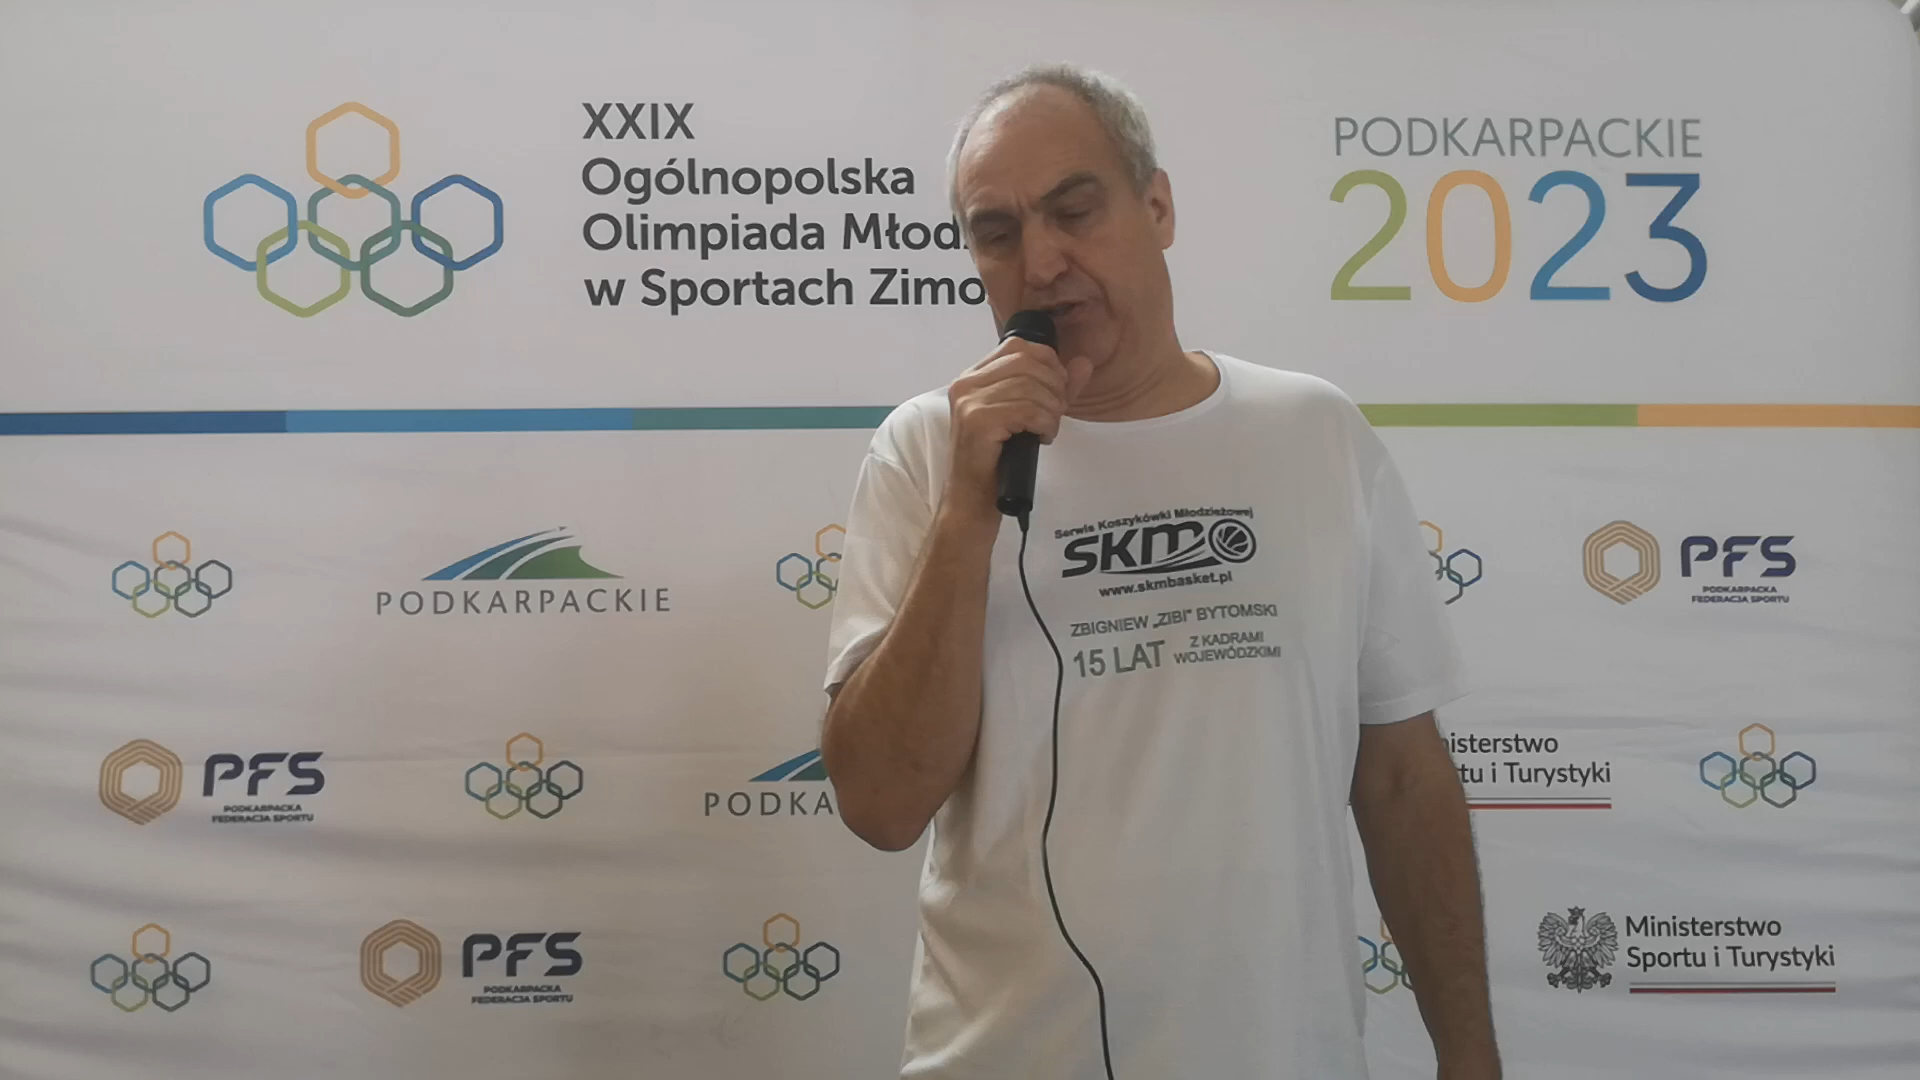 XXIX
Ogólnopolska
Olimpiada Młod
w Sportach Zimo
PODKARPACKIE
2023
Serwis Koszykówki Młodzieżowej
SKM
www.skmbasket.pl
ZBIGNIEW „ZIBI" BYTOMSKI
15 LAT Z KADRAMI
WOJEWÓDZKIMI
PODKARPACKIE
PFS
PODKARPACKA
FEDERACJA SPORTU
PFS
PODKARPACKA
FEDERACJA SPORTU
PODKA
isterstwo
tu i Turystyki
PFS
PODKARPACKA
FEDERACJA SPORTU
Ministerstwo
Sportu i Turystyki